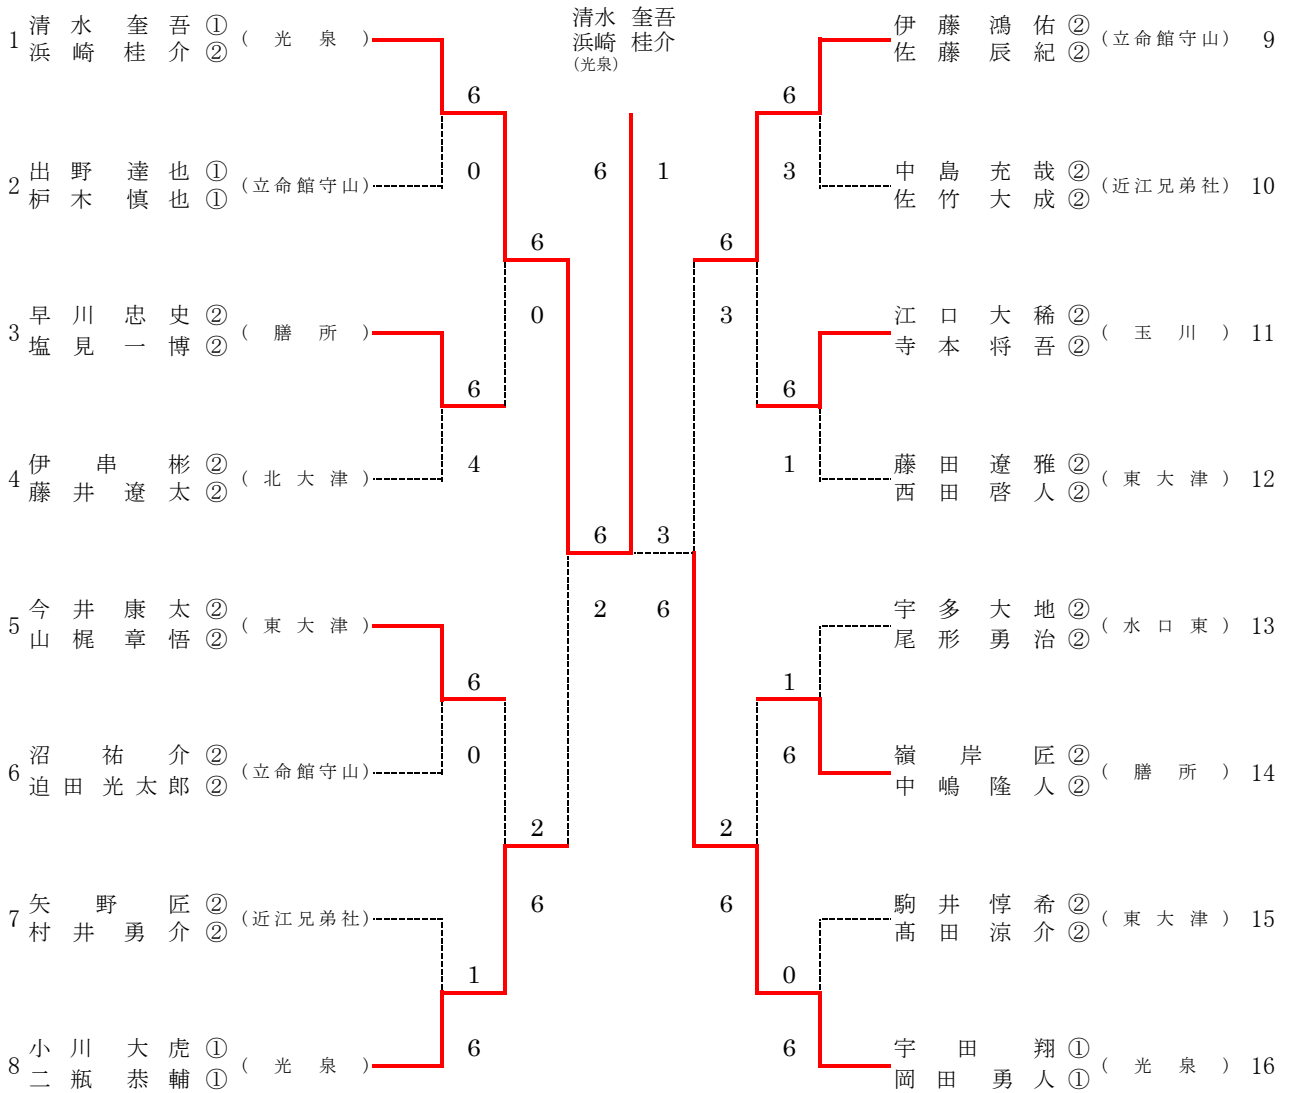 清水 奎吾
浜崎 桂介
(光泉)
1 清水奎吾① 浜崎桂介② (光泉)
6
0
2 出野達也① 枦木慎也① (立命館守山)
6
0
3 早川忠史② 塩見一博② (膳所)
6
4
4 伊串彬② 藤井遼太② (北大津)
6
2
5 今井康太② 山梶章悟② (東大津)
6
0
6 沼祐介② 迫田光太郎② (立命館守山)
2
6
7 矢野匠② 村井勇介② (近江兄弟社)
1
6
8 小川大虎① 二瓶恭輔① (光泉)
6 1
伊藤鴻佑② 佐藤辰紀② (立命館守山) 9
6
3
中島充哉② 佐竹大成② (近江兄弟社) 10
6
3
江口大稀② 寺本将吾② (玉川) 11
6
1
藤田遼雅② 西田啓人② (東大津) 12
3
6
宇多大地② 尾形勇治② (水口東) 13
1
6
嶺岸匠② 中嶋隆人② (膳所) 14
2
6
駒井惇希② 髙田涼介② (東大津) 15
0
6
宇田翔① 岡田勇人① (光泉) 16